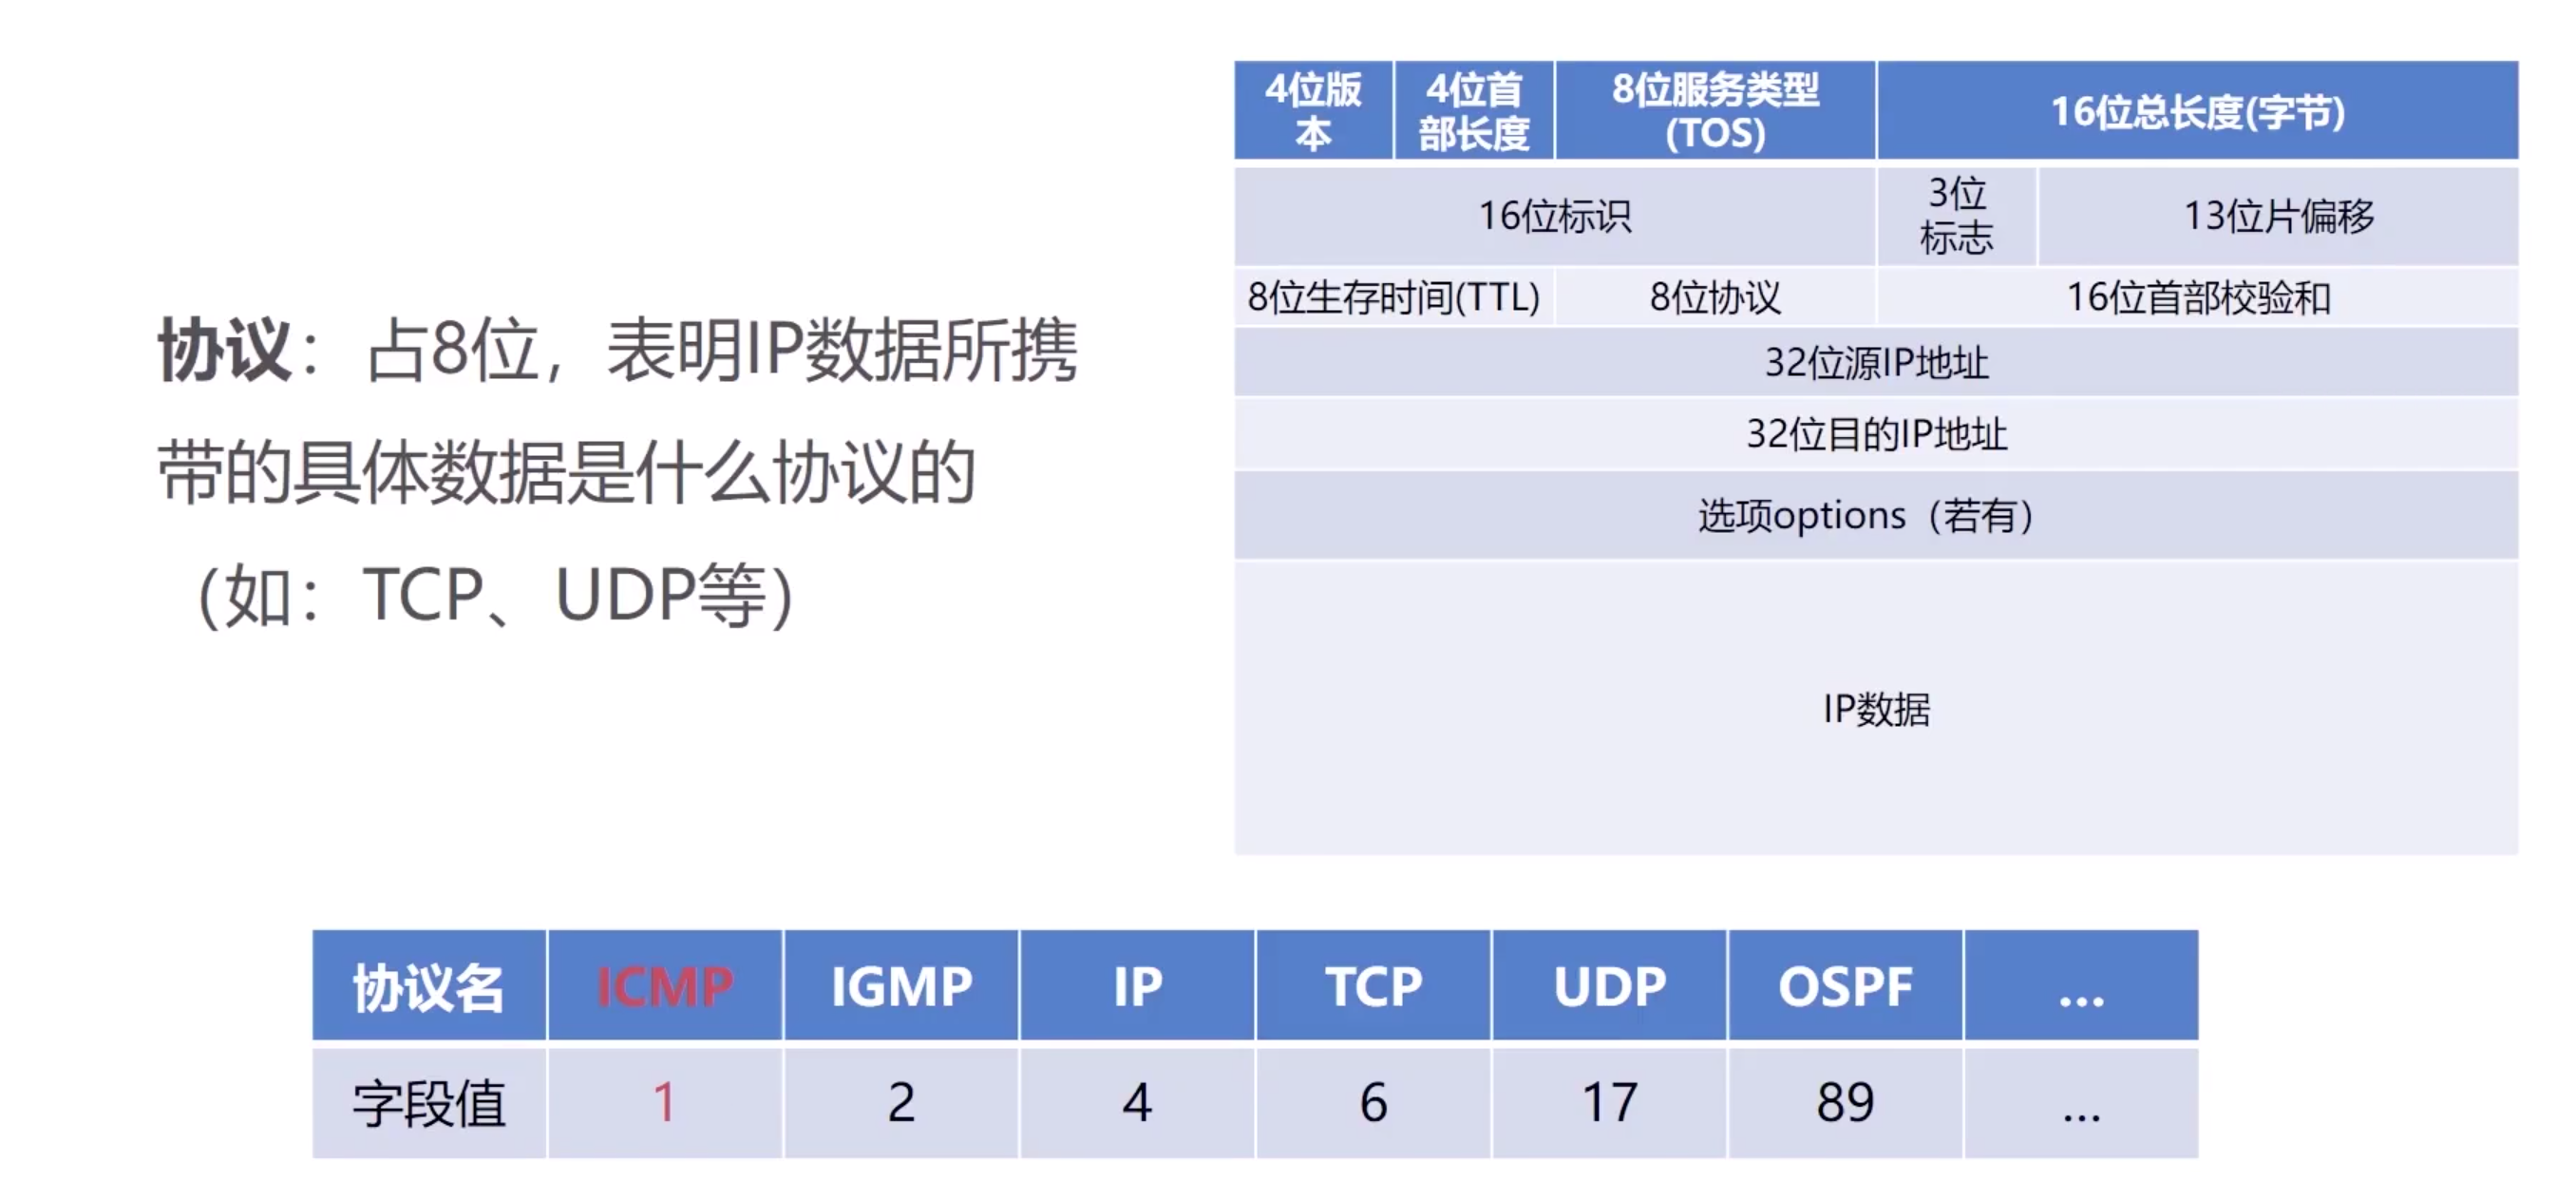 协议：占8位，表明IP数据所携
带的具体数据是什么协议的
（如：TCP、UDP等）
4位版
本
4位首
部长度
8位服务类型
(TOS)
16位总长度(字节)
16位标识
3位
标志
13位片偏移
8位生存时间(TTL)
8位协议
16位首部校验和
32位源IP地址
32位目的IP地址
选项options（若有）
IP数据
协议名 ICMP IGMP IP TCP UDP OSPF ...
字段值 1 2 4 6 17 89 ...